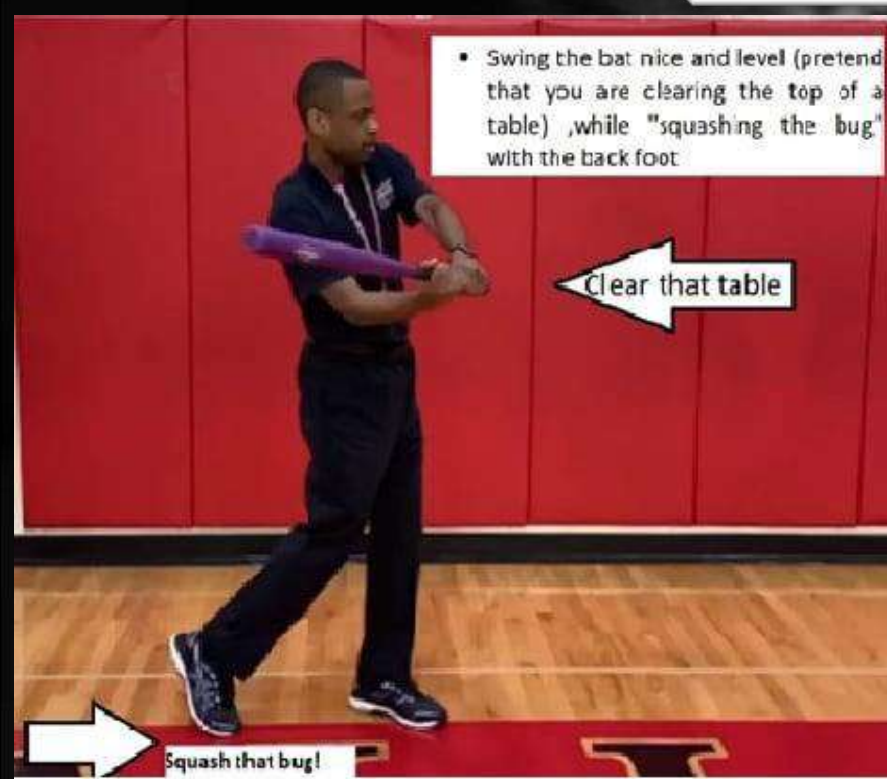 • Swing the bat nice and level (pretend
that you are clearing the top of a
table) ,while "squashing the bug"
with the back foot
Clear that table
Squash that bug!